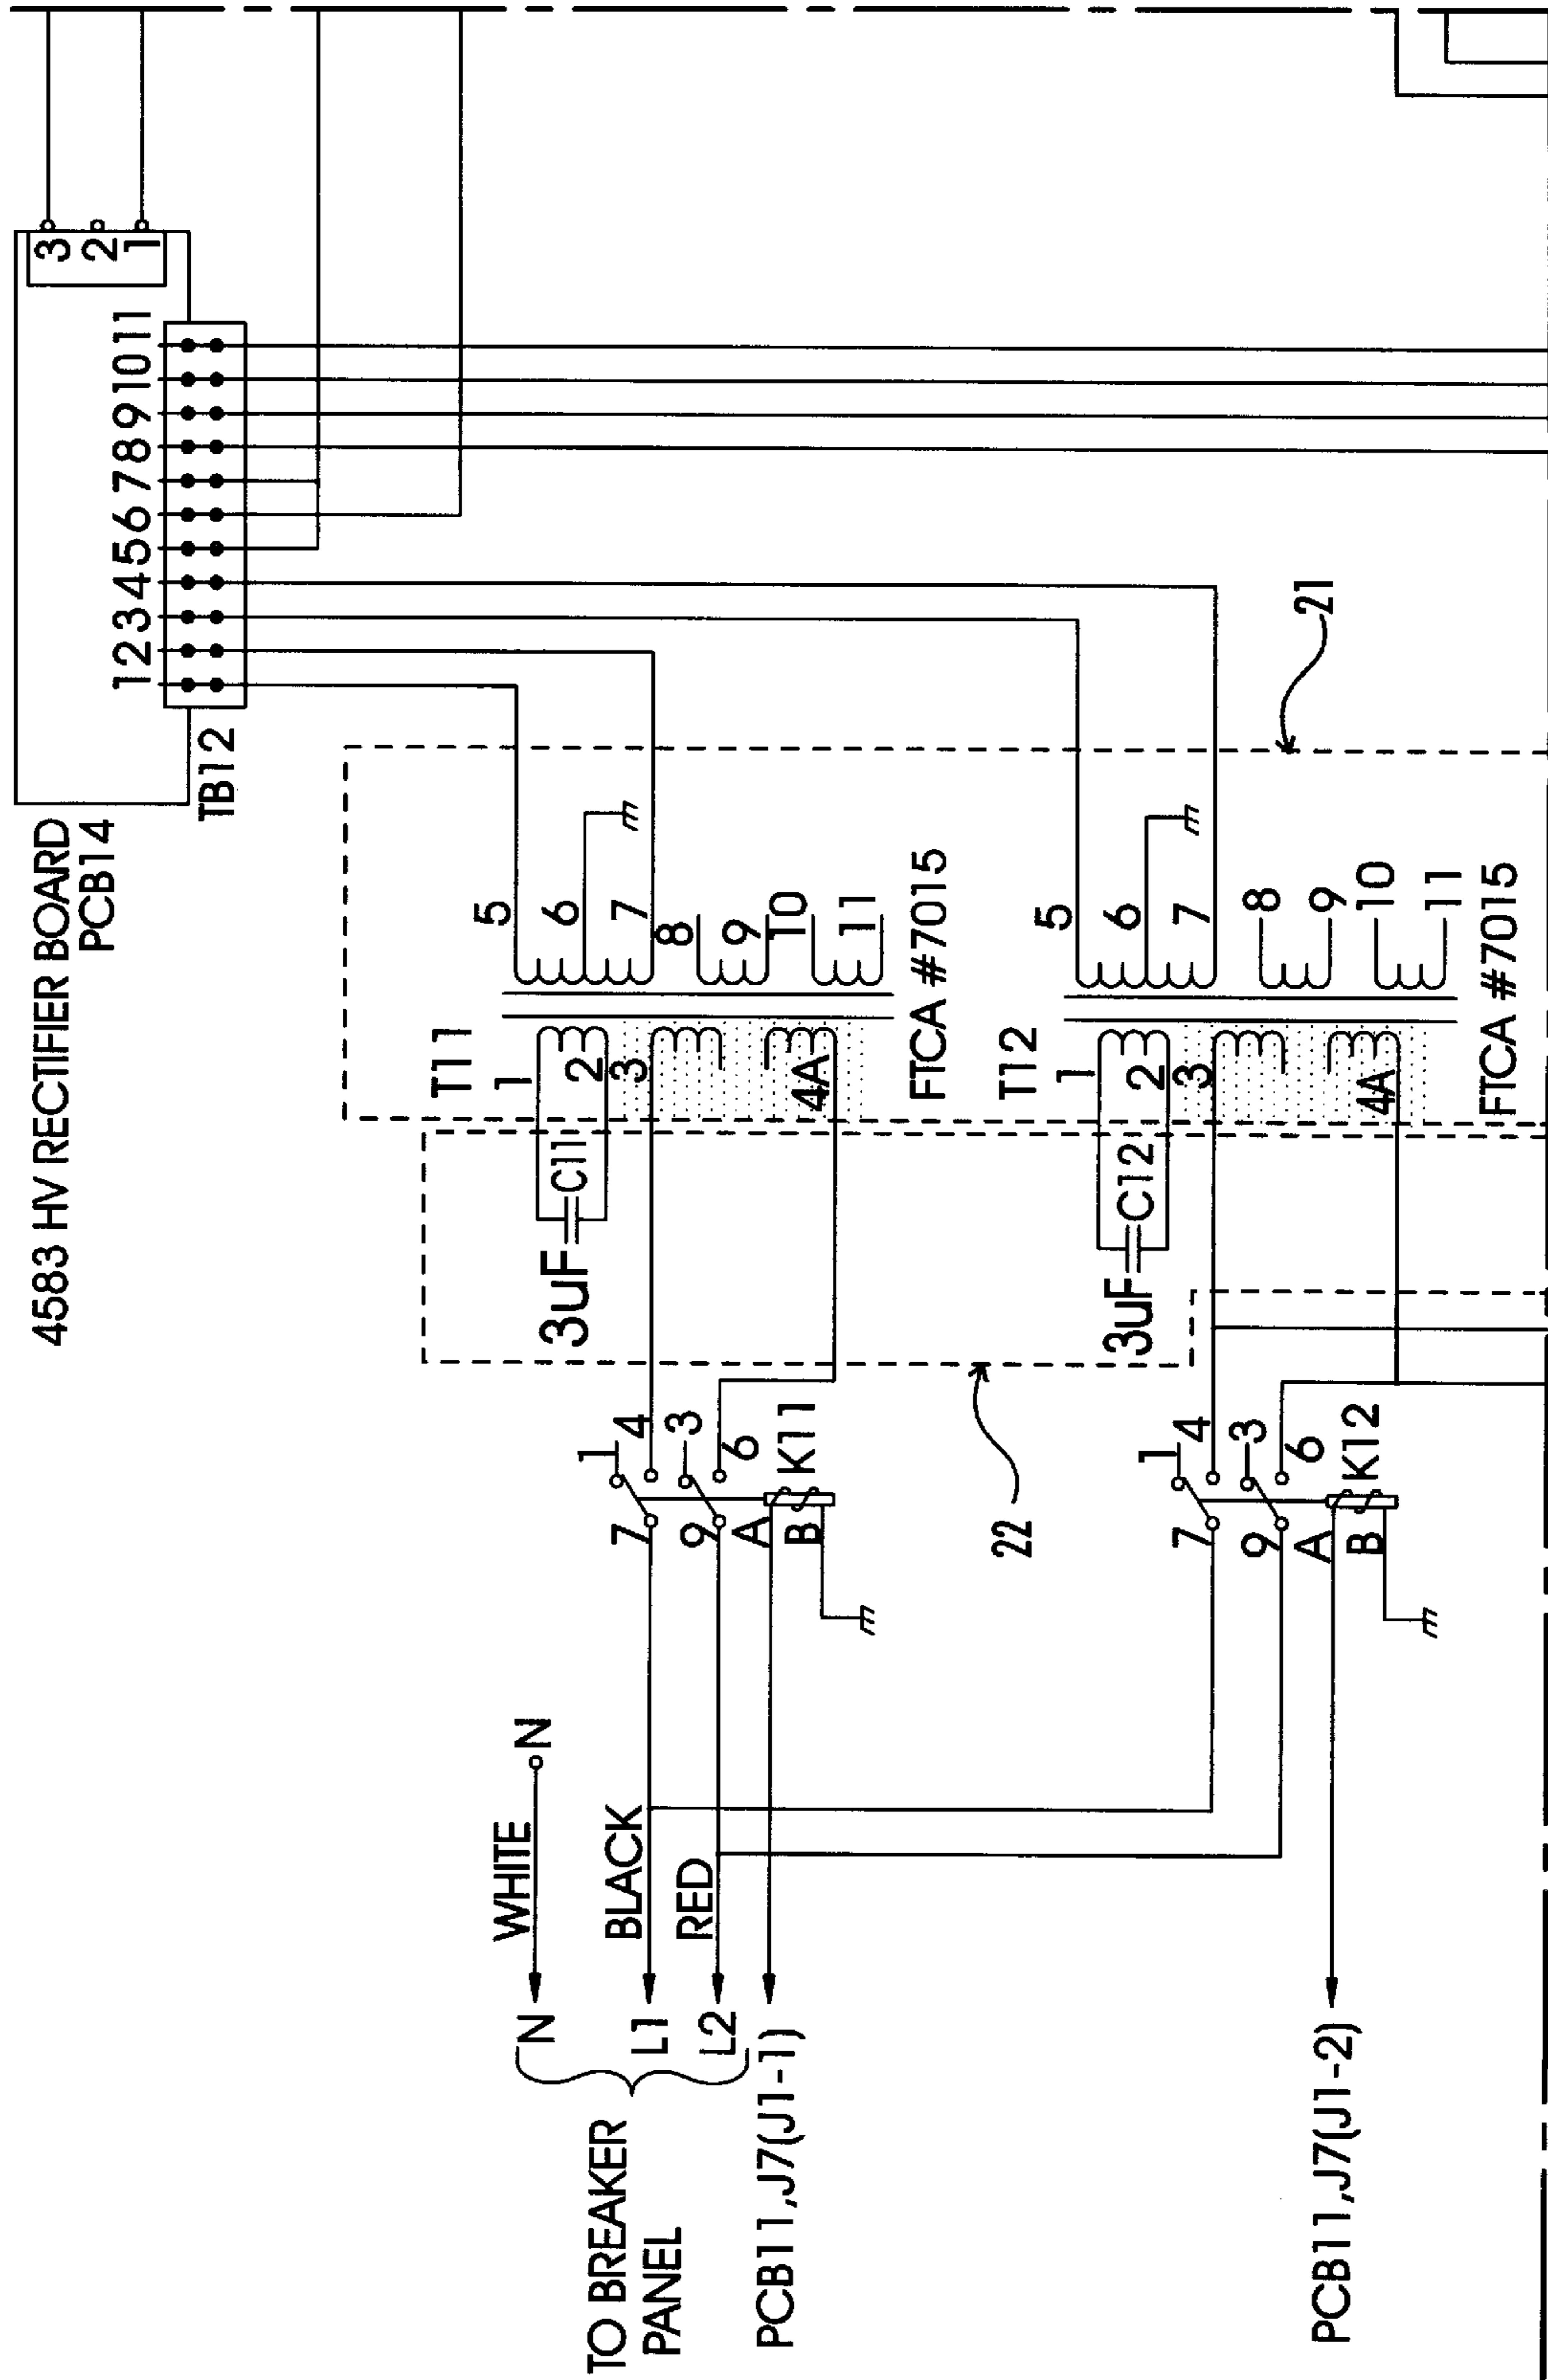 4583 HV RECTIFIER BOARD
PCB14
3
2
1
1 2 3 4 5 6 7 8 9 10 11
TB12
T11
1
2
3
4A
5
6
7
8
9
10
11
C11
3uF
FTCA #7015
21
T12
1
2
3
4A
5
6
7
8
9
10
11
C12
3uF
FTCA #7015
22
1
4
3
6
7
9
A
B
K11
1
4
3
6
7
9
A
B
K12
WHITE
N
N
BLACK
L1
RED
L2
TO BREAKER
PANEL
PCB11,J7(J1-1)
PCB11,J7(J1-2)